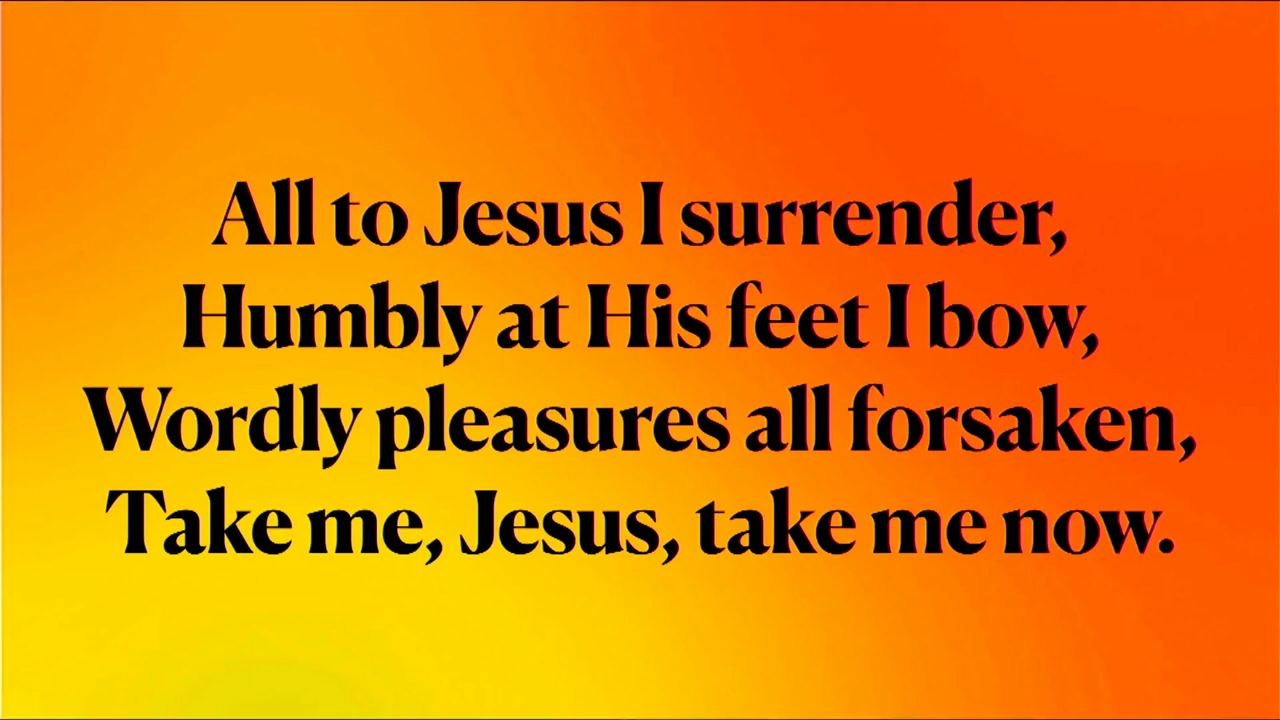 All to Jesus I surrender,
Humbly at His feet I bow,
Wordly pleasures all forsaken,
Take me, Jesus, take me now.